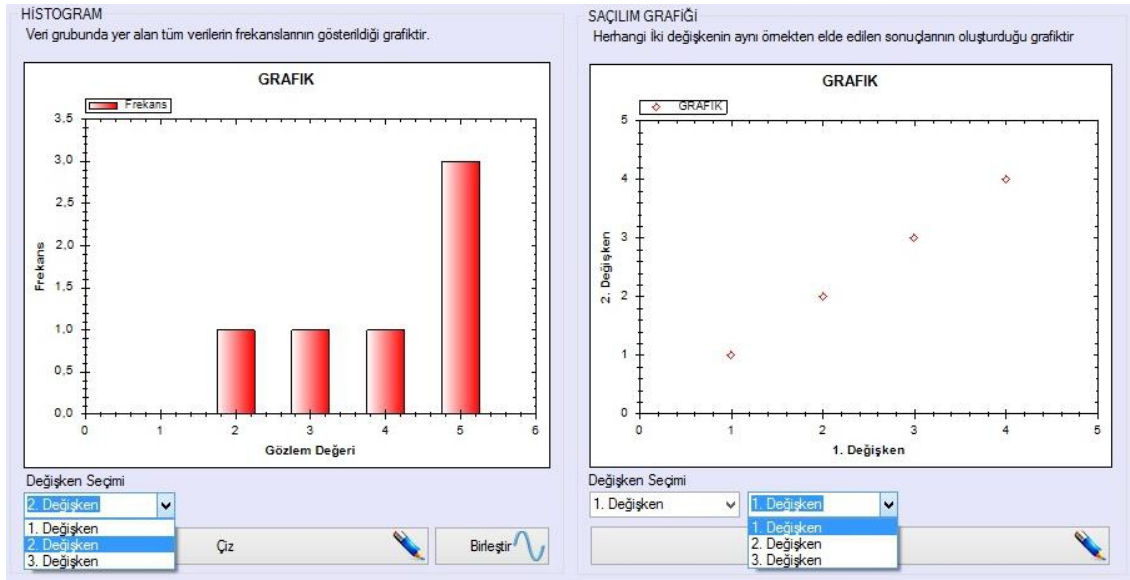 HİSTOGRAM
Veri grubunda yer alan tüm verilerin frekanslarının gösterildiği grafiktir.
GRAFIK
Frekans
3,5
3,0
2,5
2,0
1,5
1,0
0,5
0,0
Frekans
0 1 2 3 4 5 6
Gözlem Değeri
Değişken Seçimi
2. Değişken
1. Değişken
2. Değişken
3. Değişken
Çiz
Birleştir
SAÇILIM GRAFİĞİ
Herhangi İki değişkenin aynı örnekten elde edilen sonuçlarının oluşturduğu grafiktir
GRAFIK
GRAFIK
5
4
3
2
1
0
2. Değişken
0 1 2 3 4 5
1. Değişken
Değişken Seçimi
1. Değişken
1. Değişken
1. Değişken
2. Değişken
3. Değişken